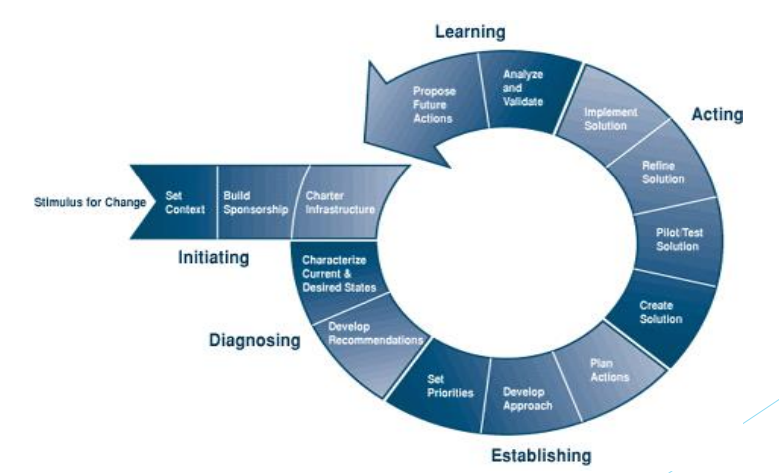 Learning
Propose
Future
Actions
Analyze
and
Validate
Implement
Solution
Acting
Refine
Solution
Pilot/Test
Solution
Create
Solution
Stimulus for Change
Set
Context
Build
Sponsorship
Charter
Infrastructure
Initiating
Characterize
Current &
Desired States
Diagnosing
Develop
Recommendations
Set
Priorities
Develop
Approach
Plan
Actions
Establishing